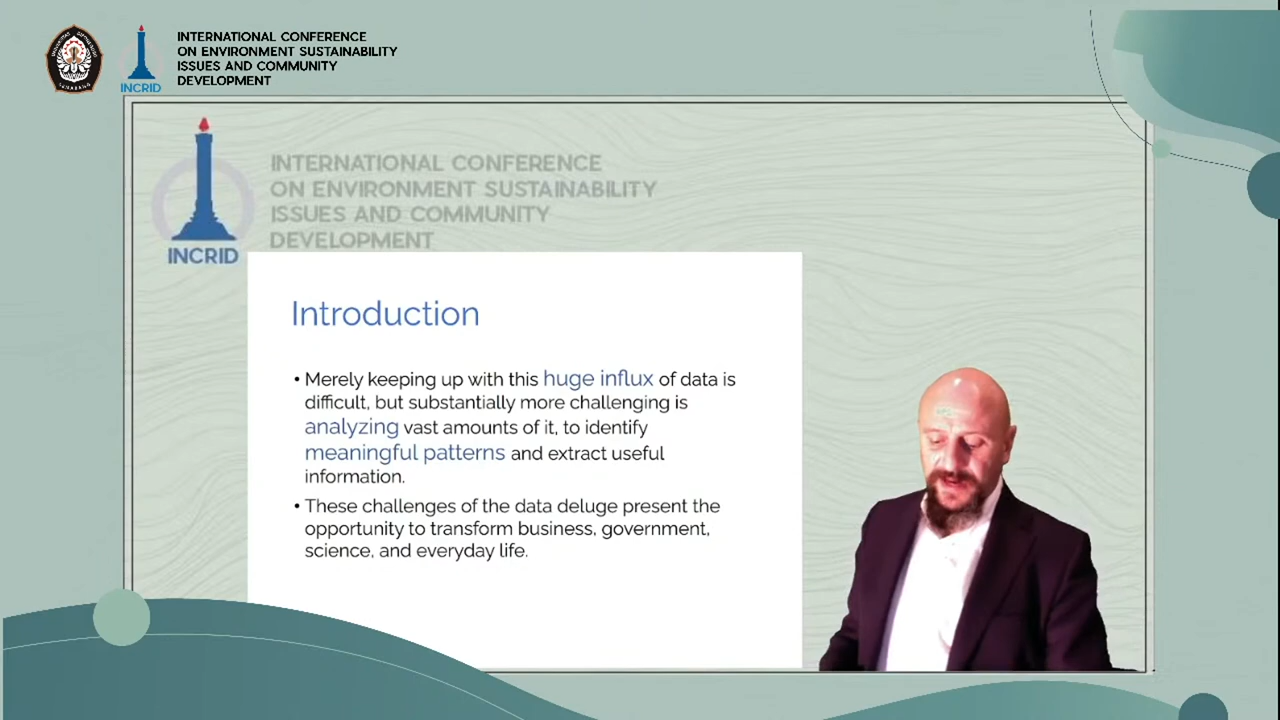 INTERNATIONAL CONFERENCE
ON ENVIRONMENT SUSTAINABILITY
ISSUES AND COMMUNITY
DEVELOPMENT
INCRID
SEMARANG
INTERNATIONAL CONFERENCE
ON ENVIRONMENT SUSTAINABILITY
ISSUES AND COMMUNITY
DEVELOPMENT
INCRID
Introduction
• Merely keeping up with this huge influx of data is
difficult, but substantially more challenging is
analyzing vast amounts of it, to identify
meaningful patterns and extract useful
information.
• These challenges of the data deluge present the
opportunity to transform business, government,
science, and everyday life.